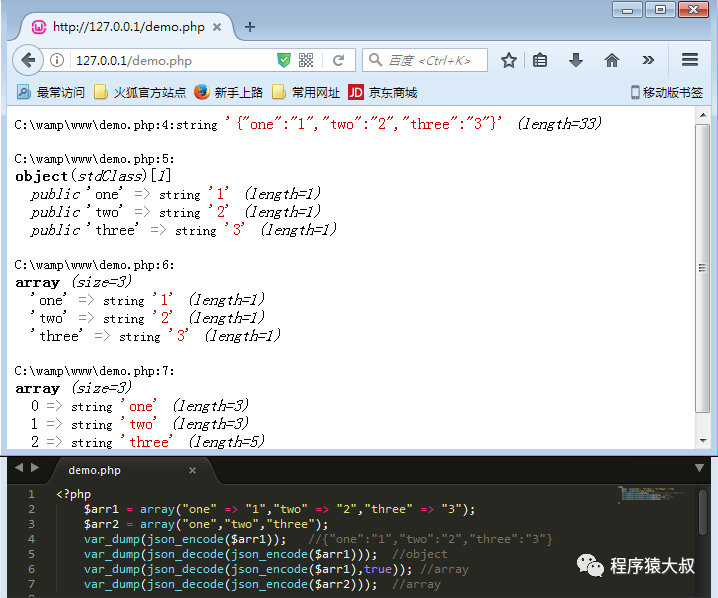 http://127.0.0.1/demo.php × +
127.0.0.1/demo.php
百度 <Ctrl+K>
最常访问 火狐官方站点 新手上路 常用网址 JD 京东商城 移动版书签
C:\wamp\www\demo.php:4:string '{"one":"1","two":"2","three":"3"}' (length=33)
C:\wamp\www\demo.php:5:
object(stdClass)[1]
public 'one' => string '1' (length=1)
public 'two' => string '2' (length=1)
public 'three' => string '3' (length=1)
C:\wamp\www\demo.php:6:
array (size=3)
'one' => string '1' (length=1)
'two' => string '2' (length=1)
'three' => string '3' (length=1)
C:\wamp\www\demo.php:7:
array (size=3)
0 => string 'one' (length=3)
1 => string 'two' (length=3)
2 => string 'three' (length=5)
demo.php ×
1 <?php
2 $arr1 = array("one" => "1","two" => "2","three" => "3");
3 $arr2 = array("one","two","three");
4 var_dump(json_encode($arr1)); //{"one":"1","two":"2","three":"3"}
5 var_dump(json_decode(json_encode($arr1))); //object
6 var_dump(json_decode(json_encode($arr1),true)); //array
7 var_dump(json_decode(json_encode($arr2))); //array
程序猿大叔